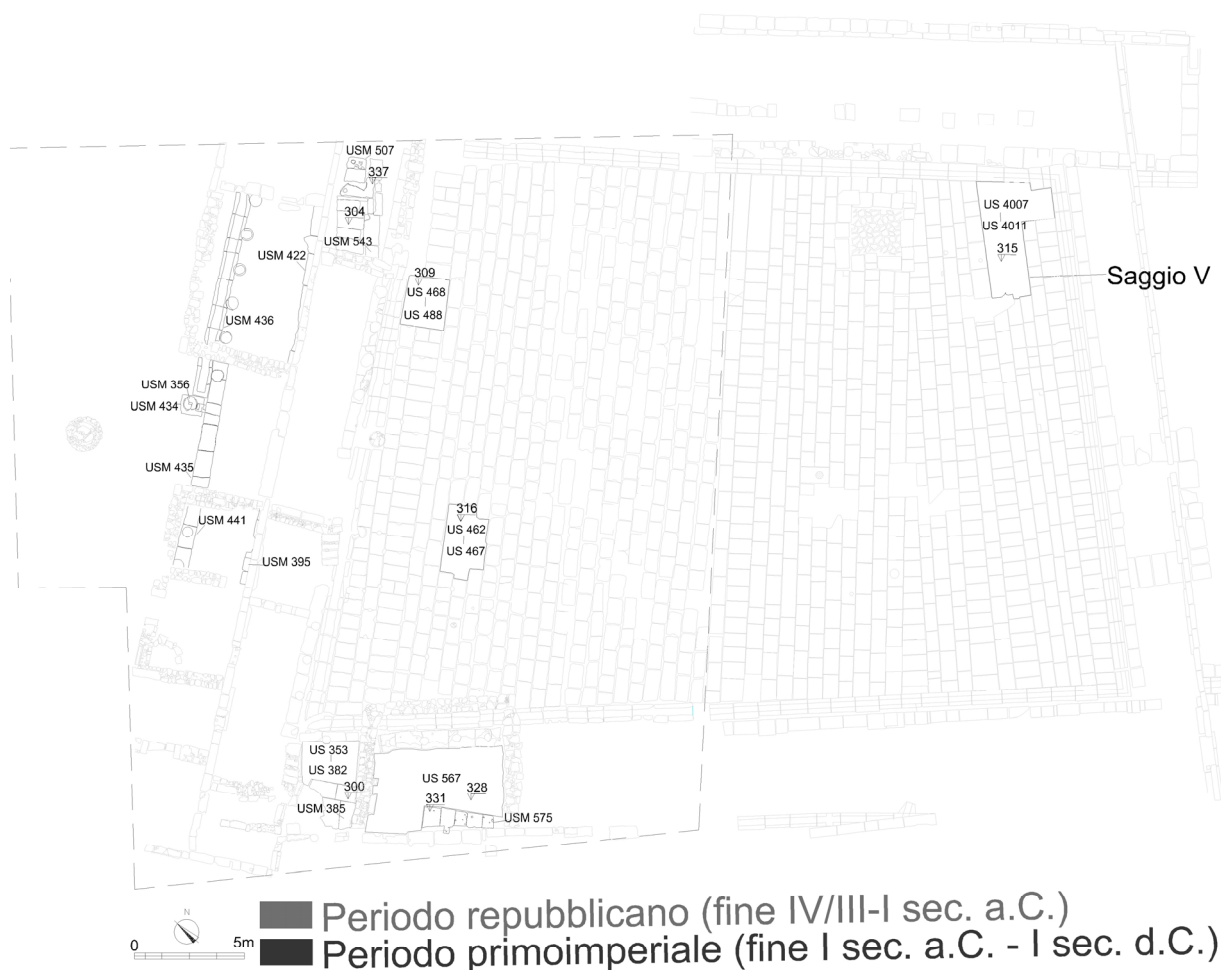 USM 507
337
304
USM 543
USM 422
309
US 468
US 488
USM 436
USM 356
USM 434
USM 435
USM 441
USM 395
316
US 462
US 467
US 4007
US 4011
315
Saggio V
US 353
US 382
300
USM 385
US 567
328
331
USM 575
N
0 5m
Periodo repubblicano (fine IV/III-I sec. a.C.)
Periodo primoimperiale (fine I sec. a.C. - I sec. d.C.)